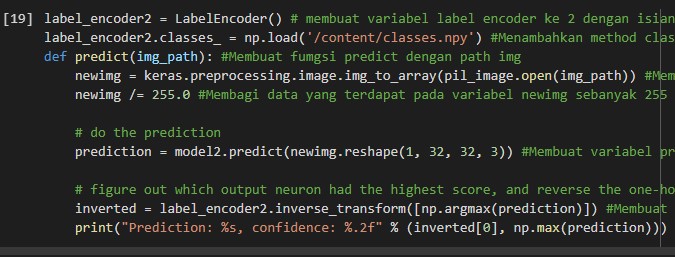 [19] label_encoder2 = LabelEncoder() # membuat variabel label encoder ke 2 dengan isian
label_encoder2.classes_ = np.load('/content/classes.npy') #Menambahkan method clas
def predict(img_path): #Membuat fumgsi predict dengan path img
newimg = keras.preprocessing.image.img_to_array(pil_image.open(img_path)) #Mem
newimg /= 255.0 #Membagi data yang terdapat pada variabel newimg sebanyak 255
# do the prediction
prediction = model2.predict(newimg.reshape(1, 32, 32, 3)) #Membuat variabel pr
# figure out which output neuron had the highest score, and reverse the one-ho
inverted = label_encoder2.inverse_transform([np.argmax(prediction)]) #Membuat
print("Prediction: %s, confidence: %.2f" % (inverted[0], np.max(prediction)))